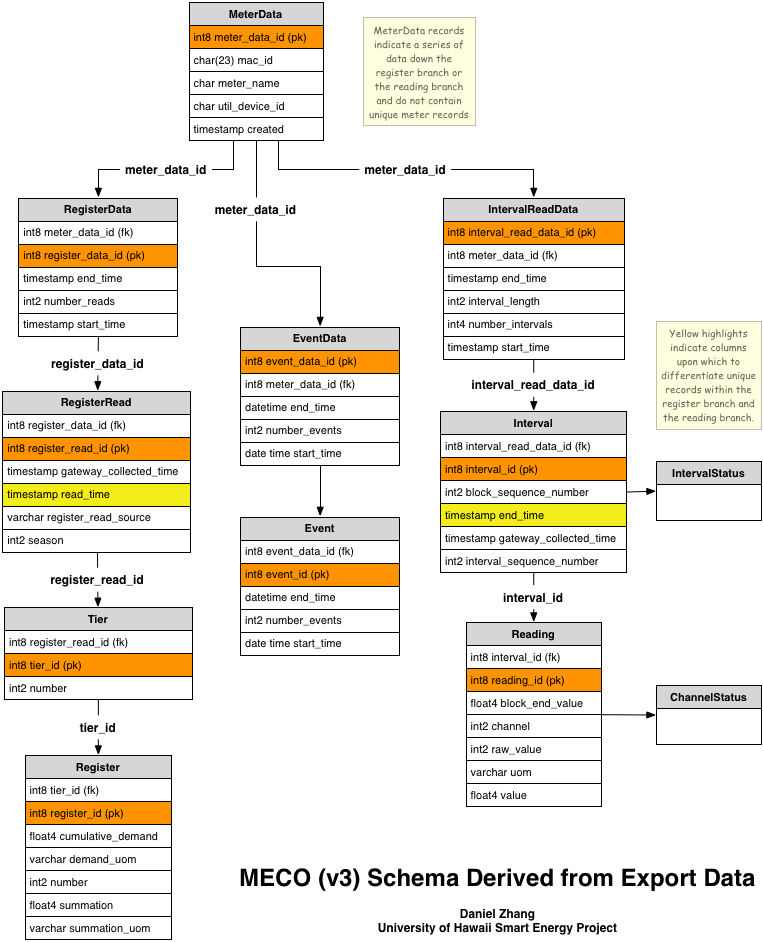 MeterData
int8 meter_data_id (pk)
char(23) mac_id
char meter_name
char util_device_id
timestamp created
MeterData records
indicate a series of
data down the
register branch or
the reading branch
and do not contain
unique meter records
meter_data_id
meter_data_id
meter_data_id
RegisterData
int8 meter_data_id (fk)
int8 register_data_id (pk)
timestamp end_time
int2 number_reads
timestamp start_time
register_data_id
RegisterRead
int8 register_data_id (fk)
int8 register_read_id (pk)
timestamp gateway_collected_time
timestamp read_time
varchar register_read_source
int2 season
register_read_id
Tier
int8 register_read_id (fk)
int8 tier_id (pk)
int2 number
tier_id
Register
int8 tier_id (fk)
int8 register_id (pk)
float4 cumulative_demand
varchar demand_uom
int2 number
float4 summation
varchar summation_uom
EventData
int8 event_data_id (pk)
int8 meter_data_id (fk)
datetime end_time
int2 number_events
date time start_time
Event
int8 event_data_id (fk)
int8 event_id (pk)
datetime end_time
int2 number_events
date time start_time
IntervalReadData
int8 interval_read_data_id (pk)
int8 meter_data_id (fk)
timestamp end_time
int2 interval_length
int4 number_intervals
timestamp start_time
interval_read_data_id
Interval
int8 interval_read_data_id (fk)
int8 interval_id (pk)
int2 block_sequence_number
timestamp end_time
timestamp gateway_collected_time
int2 interval_sequence_number
interval_id
Reading
int8 interval_id (fk)
int8 reading_id (pk)
float4 block_end_value
int2 channel
int2 raw_value
varchar uom
float4 value
Yellow highlights
indicate columns
upon which to
differentiate unique
records within the
register branch and
the reading branch.
IntervalStatus
ChannelStatus
MECO (v3) Schema Derived from Export Data
Daniel Zhang
University of Hawaii Smart Energy Project